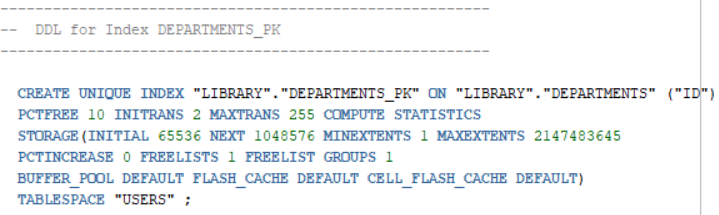 --------------------------------------------------------
--  DDL for Index DEPARTMENTS_PK
--------------------------------------------------------
CREATE UNIQUE INDEX "LIBRARY"."DEPARTMENTS_PK" ON "LIBRARY"."DEPARTMENTS" ("ID")
PCTFREE 10 INITRANS 2 MAXTRANS 255 COMPUTE STATISTICS
STORAGE(INITIAL 65536 NEXT 1048576 MINEXTENTS 1 MAXEXTENTS 2147483645
PCTINCREASE 0 FREELISTS 1 FREELIST GROUPS 1
BUFFER_POOL DEFAULT FLASH_CACHE DEFAULT CELL_FLASH_CACHE DEFAULT)
TABLESPACE "USERS" ;